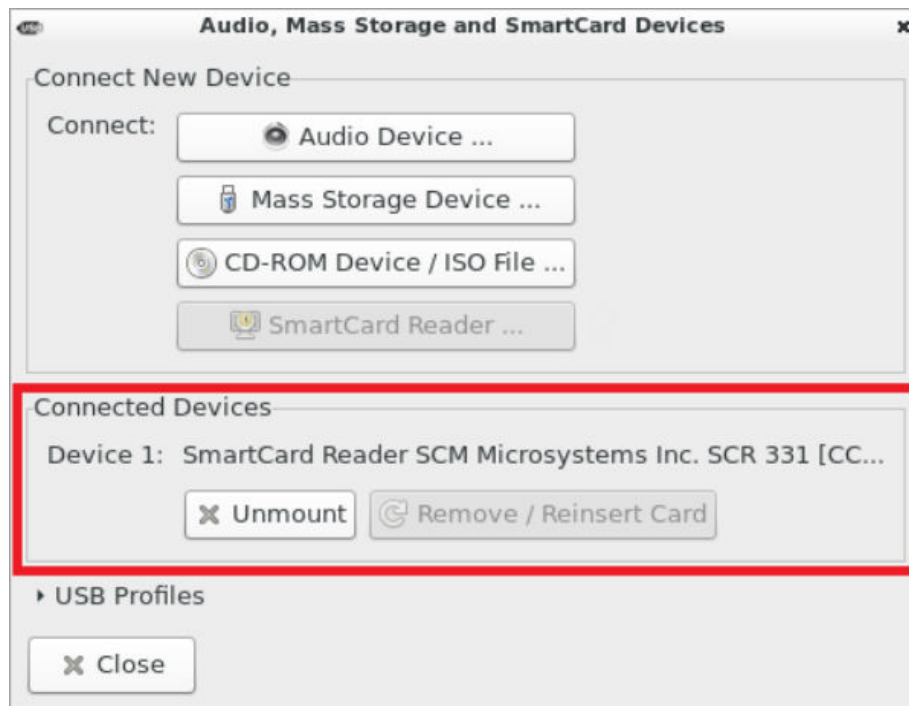 Audio, Mass Storage and SmartCard Devices
Connect New Device
Connect:
Audio Device ...
Mass Storage Device ...
CD-ROM Device / ISO File ...
SmartCard Reader ...
Connected Devices
Device 1: SmartCard Reader SCM Microsystems Inc. SCR 331 [CC...
Unmount Remove / Reinsert Card
USB Profiles
Close